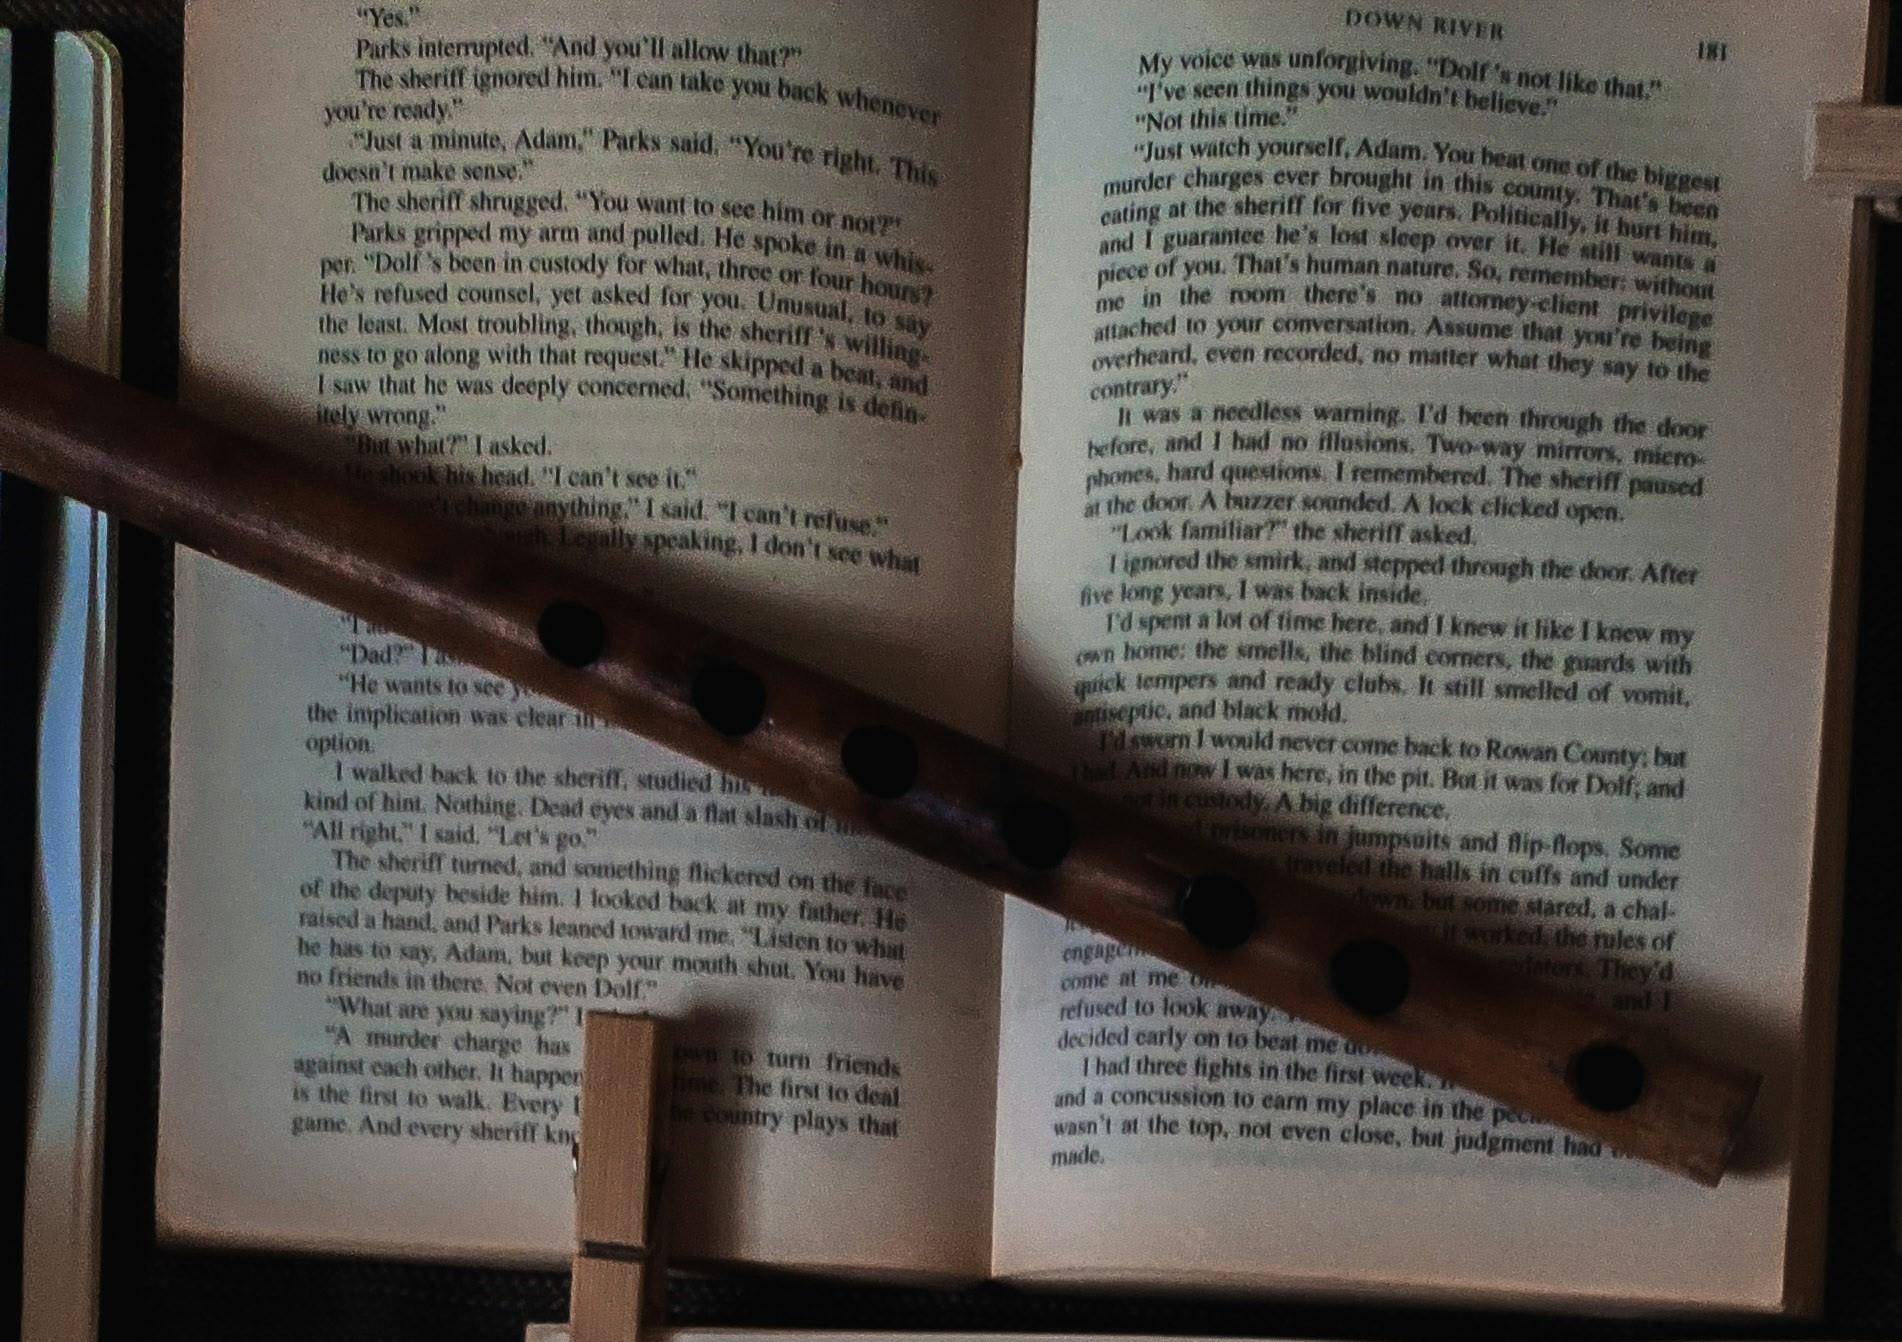 "Yes."
Parks interrupted. "And you'll allow that?"
The sheriff ignored him. "I can take you back whenever
you're ready."
"Just a minute, Adam," Parks said. "You're right. This
doesn't make sense."
The sheriff shrugged. "You want to see him or not?"
Parks gripped my arm and pulled. He spoke in a whis-
per. "Dolf's been in custody for what, three or four hours?
He's refused counsel, yet asked for you. Unusual, to say
the least. Most troubling, though, is the sheriff's willing-
ness to go along with that request." He skipped a beat, and
I saw that he was deeply concerned. "Something is defin-
itely wrong."
"But what?" I asked.
He shook his head. "I can't see it."
change anything," I said. "I can't refuse."
Legally speaking, I don't see what
"Dad?" I
"He wants to see
the implication was clear in
option.
I walked back to the sheriff, studied his
kind of hint. Nothing. Dead eyes and a flat slash of
"All right," I said. "Let's go."
The sheriff turned, and something flickered on the face
of the deputy beside him. I looked back at my father. He
raised a hand, and Parks leaned toward me. "Listen to what
he has to say, Adam, but keep your mouth shut. You have
no friends in there. Not even Dolf."
"What are you saying?" I
"A murder charge has to turn friends
against each other. It The first to deal
is the first to walk. Every country plays that
game. And every sheriff
DOWN RIVER
181
My voice was unforgiving. "Dolf's not like that."
"I've seen things you wouldn't believe."
"Not this time."
"Just watch yourself, Adam. You beat one of the biggest
murder charges ever brought in this county. That's been
eating at the sheriff for five years. Politically, it hurt him,
and I guarantee he's lost sleep over it. He still wants a
piece of you. That's human nature. So, remember: without
me in the room there's no attorney-client privilege
attached to your conversation. Assume that you're being
overheard, even recorded, no matter what they say to the
contrary."
It was a needless warning. I'd been through the door
before, and I had no illusions. Two-way mirrors, micro-
phones, hard questions. I remembered. The sheriff paused
at the door. A buzzer sounded. A lock clicked open.
"Look familiar?" the sheriff asked.
I ignored the smirk, and stepped through the door. After
five long years, I was back inside.
I'd spent a lot of time here, and I knew it like I knew my
own home: the smells, the blind corners, the guards with
quick tempers and ready clubs. It still smelled of vomit,
antiseptic, and black mold.
I'd sworn I would never come back to Rowan County; but
I had. And now I was here, in the pit. But it was for Dolf; and
not in custody. A big difference.
prisoners in jumpsuits and flip-flops. Some
traveled the halls in cuffs and under
down, but some stared, a chal-
it worked, the rules of
They'd
come at me and I
refused to look away.
decided early on to beat me
I had three fights in the first week.
and a concussion to earn my place in the
wasn't at the top, not even close, but judgment had
made.